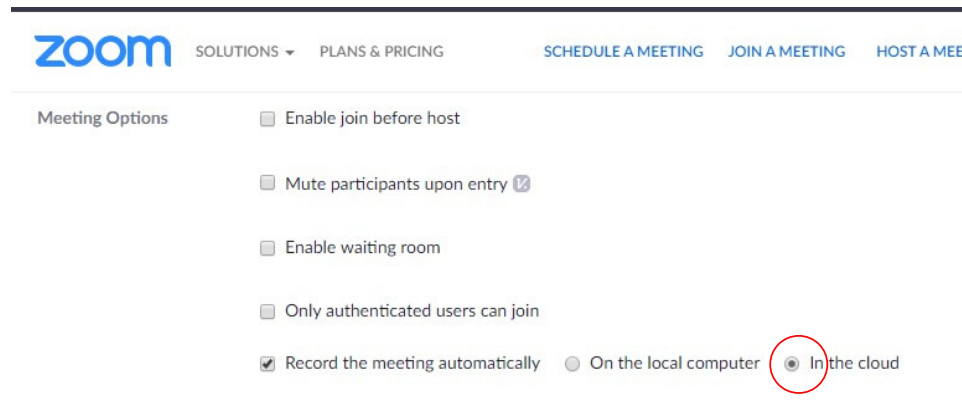 zoom SOLUTIONS PLANS & PRICING SCHEDULE A MEETING JOIN A MEETING HOST A MEE
Meeting Options Enable join before host
Mute participants upon entry
Enable waiting room
Only authenticated users can join
Record the meeting automatically On the local computer In the cloud